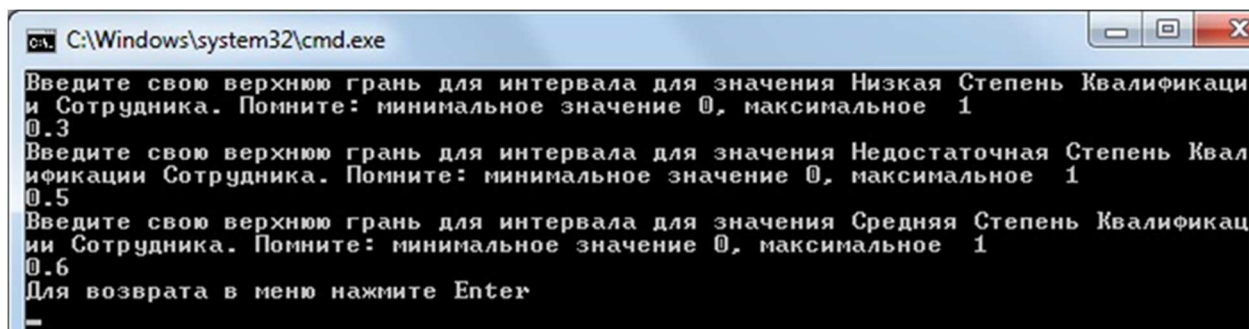 C:\Windows\system32\cmd.exe
Введите свою верхнюю грань для интервала для значения Низкая Степень Квалификаци
и Сотрудника. Помните: минимальное значение 0, максимальное  1
0.3
Введите свою верхнюю грань для интервала для значения Недостаточная Степень Квал
ификации Сотрудника. Помните: минимальное значение 0, максимальное  1
0.5
Введите свою верхнюю грань для интервала для значения Средняя Степень Квалификац
ии Сотрудника. Помните: минимальное значение 0, максимальное  1
0.6
Для возврата в меню нажмите Enter